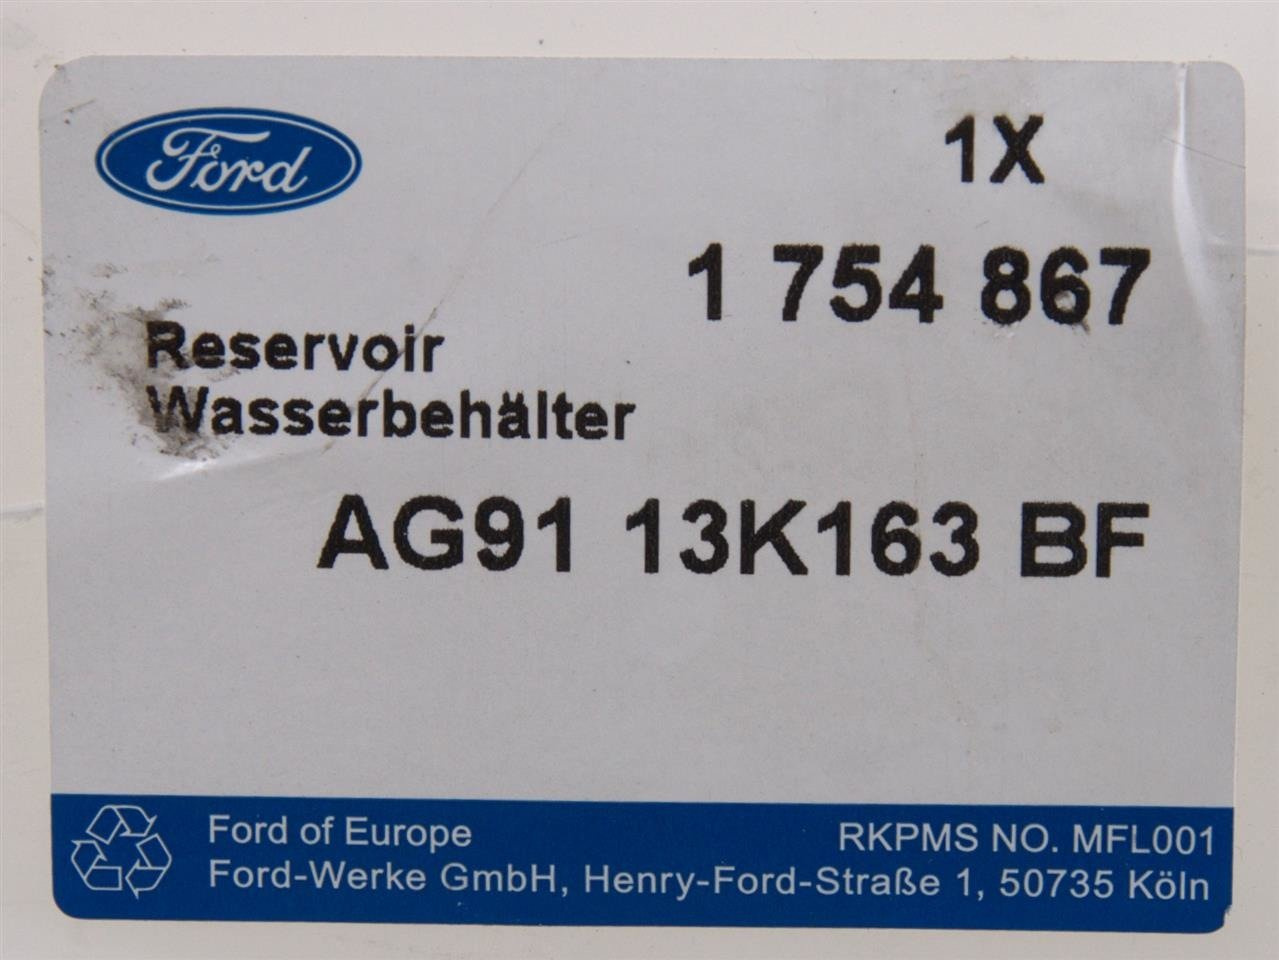 Ford
1X
1 754 867
Reservoir
Wasserbehälter
AG91 13K163 BF
Ford of Europe
RKPMS NO. MFL001
Ford-Werke GmbH, Henry-Ford-Straße 1, 50735 Köln